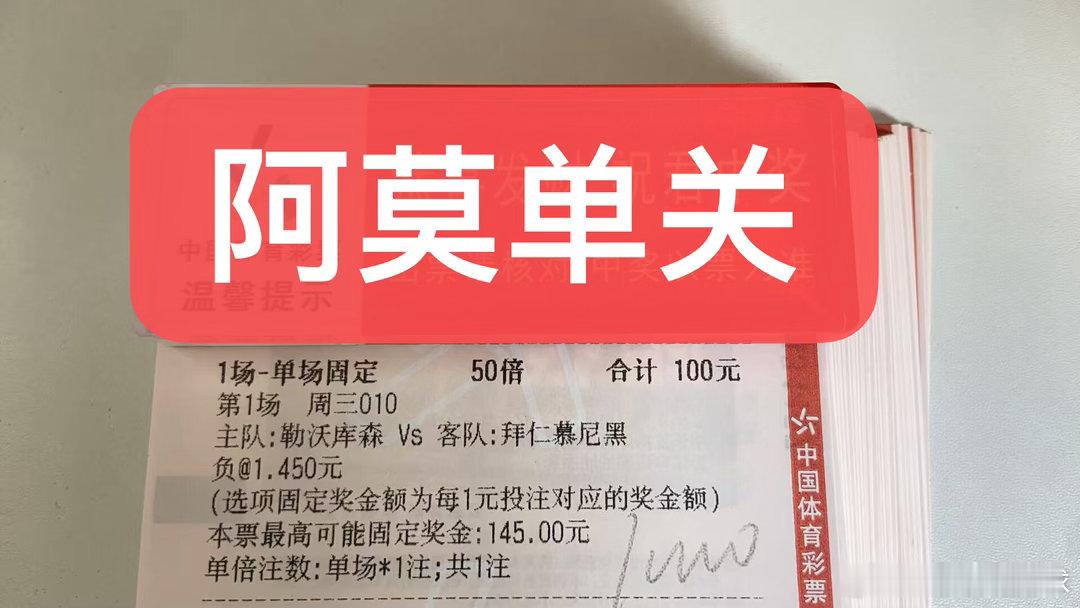 阿莫单关
温馨提示
1场-单场固定 50倍 合计 100元
第1场 周三010
主队:勒沃库森 Vs 客队:拜仁慕尼黑
负@1.450元
(选项固定奖金额为每1元投注对应的奖金额)
本票最高可能固定奖金:145.00元
单倍注数:单场*1注;共1注
中国体育彩票